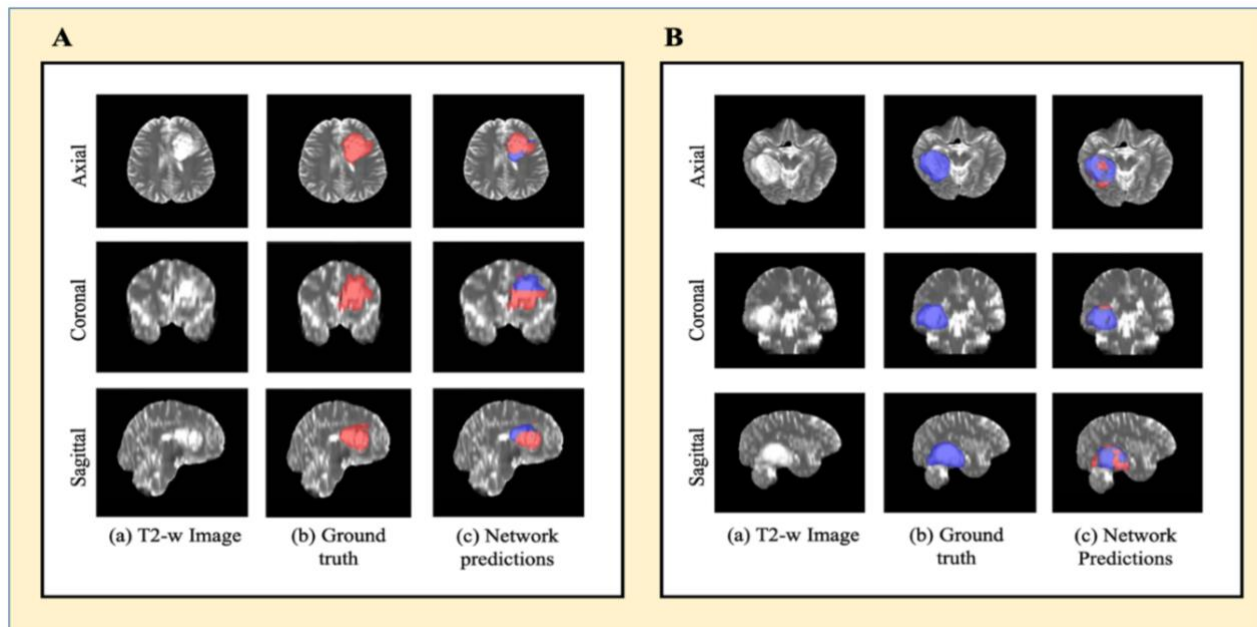 A
Axial
Coronal
Sagittal
(a) T2-w Image
(b) Ground
truth
(c) Network
predictions
B
Axial
Coronal
Sagittal
(a) T2-w Image
(b) Ground
truth
(c) Network
Predictions